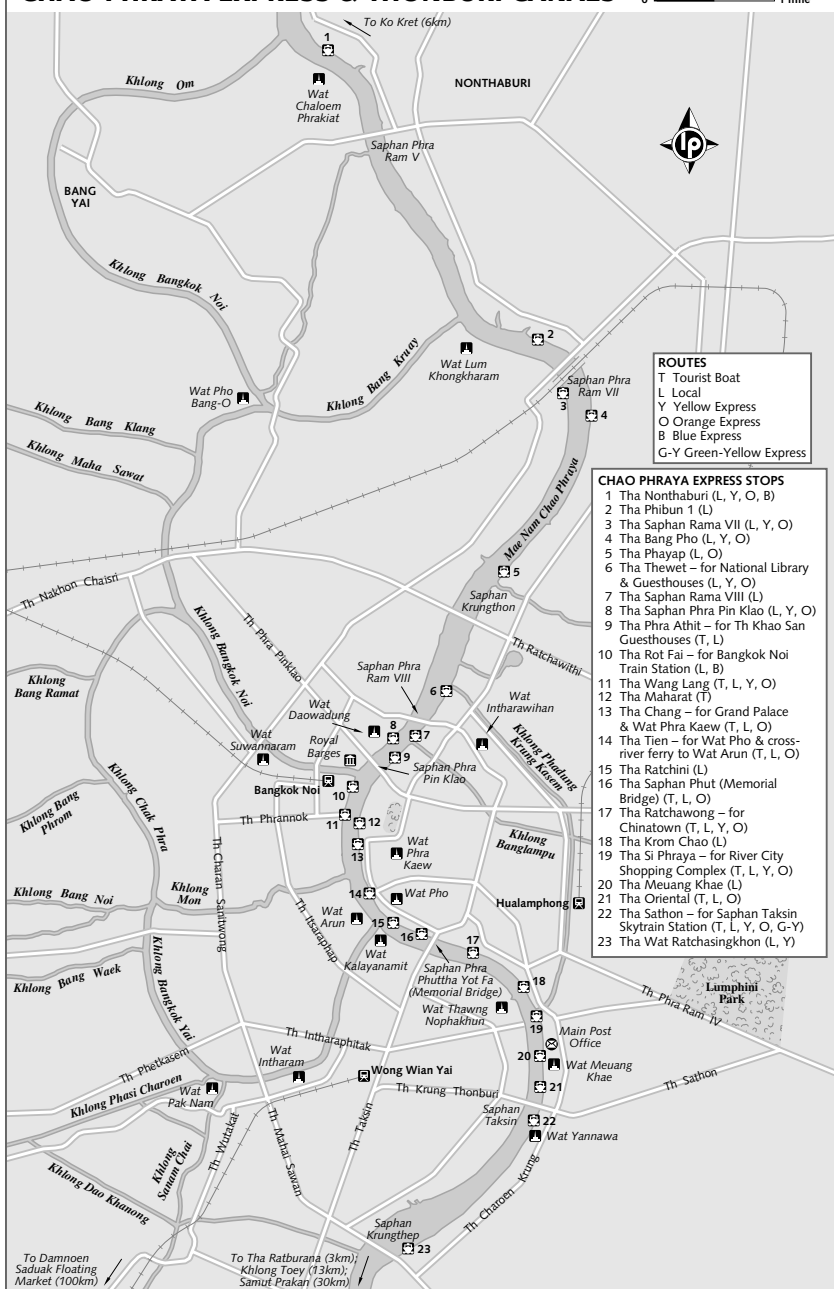 To Ko Kret (6km)
1
Khlong Om
Wat
Chaloem
Phrakiat
NONTHABURI
lp
Saphan Phra
Ram V
BANG
YAI
Khlong Bangkok Noi
2
Wat Lum
Khongkharam
Khlong Bang Kruay
Saphan Phra
Ram VII
3
4
Wat Pho
Bang-O
Khlong Bang Klang
Khlong Maha Sawat
Mae Nam Chao Phraya
ROUTES
T Tourist Boat
L Local
Y Yellow Express
O Orange Express
B Blue Express
G-Y Green-Yellow Express
CHAO PHRAYA EXPRESS STOPS
1 Tha Nonthaburi (L, Y, O, B)
2 Tha Phibun 1 (L)
3 Tha Saphan Rama VII (L, Y, O)
4 Tha Bang Pho (L, Y, O)
5 Tha Phayap (L, O)
6 Tha Thewet – for National Library
& Guesthouses (L, Y, O)
7 Tha Saphan Rama VIII (L)
8 Tha Saphan Phra Pin Klao (L, Y, O)
9 Tha Phra Athit – for Th Khao San
Guesthouses (T, L)
10 Tha Rot Fai – for Bangkok Noi
Train Station (L, B)
11 Tha Wang Lang (T, L, Y, O)
12 Tha Maharat (T)
13 Tha Chang – for Grand Palace
& Wat Phra Kaew (T, L, O)
14 Tha Tien – for Wat Pho & cross-
river ferry to Wat Arun (T, L, O)
15 Tha Ratchini (L)
16 Tha Saphan Phut (Memorial
Bridge) (T, L, O)
17 Tha Ratchawong – for
Chinatown (T, L, Y, O)
18 Tha Krom Chao (L)
19 Tha Si Phraya – for River City
Shopping Complex (T, L, Y, O)
20 Tha Meuang Khae (L)
21 Tha Oriental (T, L, O)
22 Tha Sathon – for Saphan Taksin
Skytrain Station (T, L, Y, O, G-Y)
23 Tha Wat Ratchasingkhon (L, Y)
5
Saphan
Krungthon
Th Nakhon Chaisri
Th Ratchawithi
Khlong Bangkok Noi
Th Phra Pinklao
Khlong
Bang Ramat
Saphan Phra
Ram VIII
6
Wat
Intharawihan
Wat
Daowadung
8
7
Khlong Phadung
Krung Kasem
Wat
Suwannaram
Royal
Barges
9
Saphan Phra
Pin Klao
Bangkok Noi
10
Khlong Chak Phra
Khlong Bang
Phrom
Th Phrannok
11
12
13
Khlong
Banglampu
Wat
Phra
Kaew
Th Charan Sanitwong
Khlong Bang Noi
Khlong
Mon
Th Itsaraphap
14
Wat Pho
Hualamphong
Wat
Arun
15
16
17
Wat
Kalayanamit
Khlong Bang Waek
Khlong Bangkok Yai
Saphan Phra
Phuttha Yot Fa
(Memorial Bridge)
18
Th Phra Ram IV
Lumphini
Park
Wat Thawng
Nophakhun
19
Main Post
Office
Th Intharaphitak
20
Wat Meuang
Khae
Th Phetkasem
Wat
Intharam
Wong Wian Yai
Khlong Phasi Charoen
Wat
Pak Nam
Th Krung Thonburi
21
Th Sathon
Saphan
Taksin
22
Wat Yannawa
Th Taksin
Th Wutakat
Khlong
Sanam Chai
Th Mahai Sawan
Khlong Dao Khanong
Th Charoen Krung
Saphan
Krungthep
23
To Damnoen
Saduak Floating
Market (100km)
To Tha Ratburana (3km);
Khlong Toey (13km);
Samut Prakan (30km)